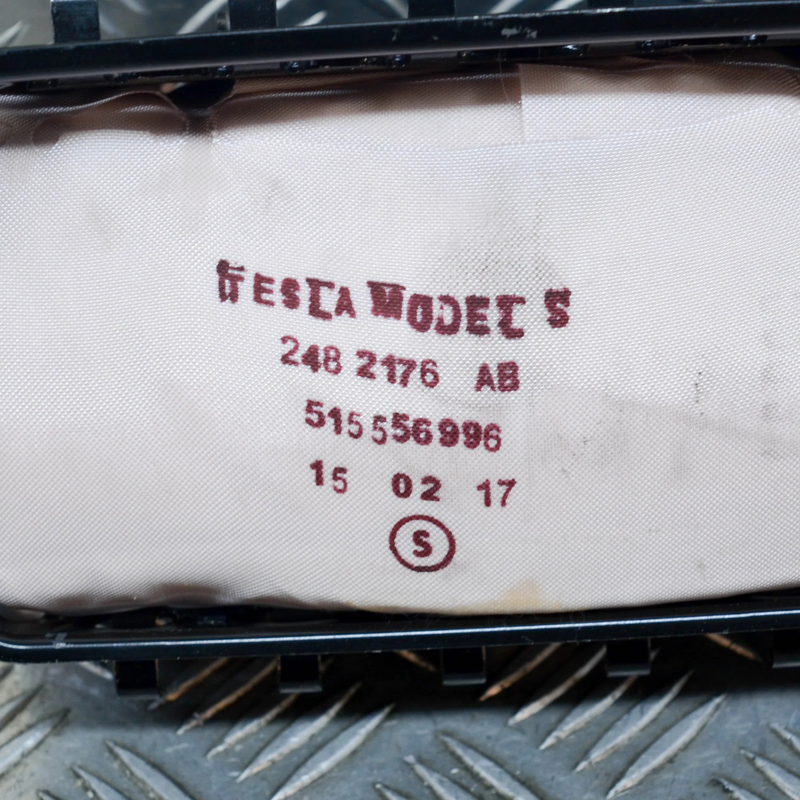 TESLA MODEL S
248 2176 AB
515556996
15 02 17
S